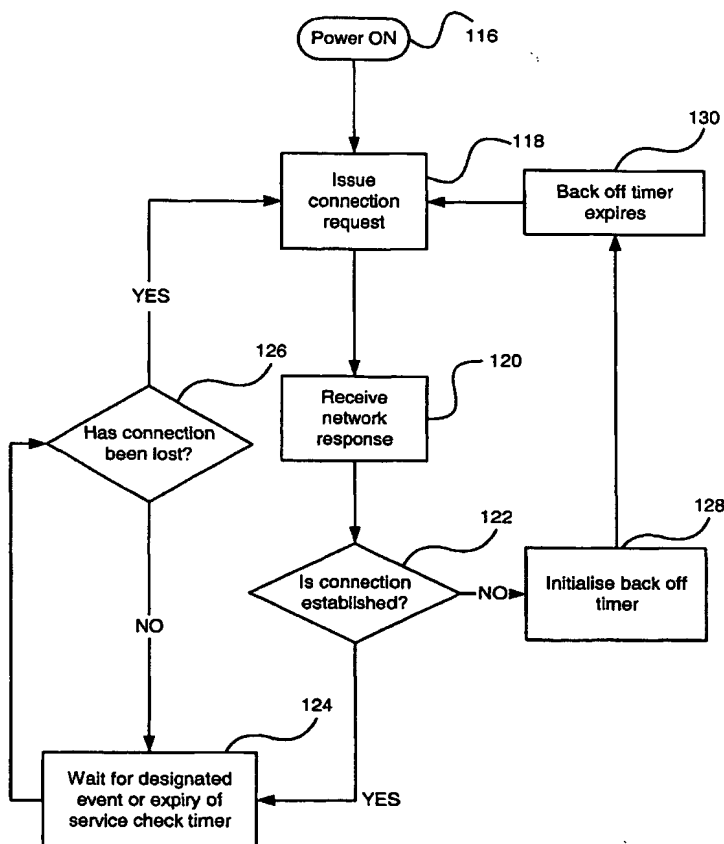 Power ON
116
118
130
Issue
connection
request
Back off timer
expires
YES
126
120
Has connection
been lost?
Receive
network
response
122
128
Is connection
established?
NO
Initialise back off
timer
NO
124
Wait for designated
event or expiry of
service check timer
YES